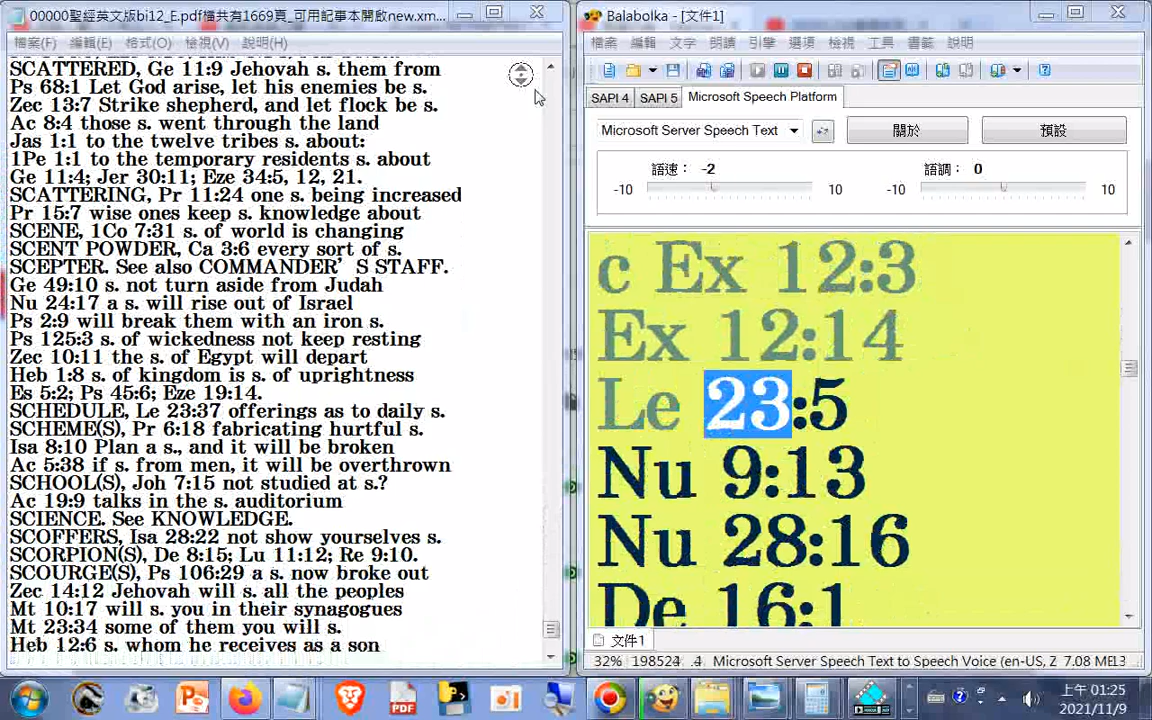 00000聖經英文版bi12_E.pdf檔共有1669頁_可用記事本開啟new.xm...
檔案(F) 編輯(E) 格式(O) 檢視(V) 說明(H)
SCATTERED, Ge 11:9 Jehovah s. them from
Ps 68:1 Let God arise, let his enemies be s.
Zec 13:7 Strike shepherd, and let flock be s.
Ac 8:4 those s. went through the land
Jas 1:1 to the twelve tribes s. about:
1Pe 1:1 to the temporary residents s. about
Ge 11:4; Jer 30:11; Eze 34:5, 12, 21.
SCATTERING, Pr 11:24 one s. being increased
Pr 15:7 wise ones keep s. knowledge about
SCENE, 1Co 7:31 s. of world is changing
SCENT POWDER, Ca 3:6 every sort of s.
SCEPTER. See also COMMANDER’S STAFF.
Ge 49:10 s. not turn aside from Judah
Nu 24:17 a s. will rise out of Israel
Ps 2:9 will break them with an iron s.
Ps 125:3 s. of wickedness not keep resting
Zec 10:11 the s. of Egypt will depart
Heb 1:8 s. of kingdom is s. of uprightness
Es 5:2; Ps 45:6; Eze 19:14.
SCHEDULE, Le 23:37 offerings as to daily s.
SCHEME(S), Pr 6:18 fabricating hurtful s.
Isa 8:10 Plan a s., and it will be broken
Ac 5:38 if s. from men, it will be overthrown
SCHOOL(S), Joh 7:15 not studied at s.?
Ac 19:9 talks in the s. auditorium
SCIENCE. See KNOWLEDGE.
SCOFFERS, Isa 28:22 not show yourselves s.
SCORPION(S), De 8:15; Lu 11:12; Re 9:10.
SCOURGE(S), Ps 106:29 a s. now broke out
Zec 14:12 Jehovah will s. all the peoples
Mt 10:17 will s. you in their synagogues
Mt 23:34 some of them you will s.
Heb 12:6 s. whom he receives as a son
Balabolka - [文件1]
檔案 編輯 文字 朗讀 引擎 選項 檢視 工具 書籤 說明
SAPI 4 SAPI 5 Microsoft Speech Platform
Microsoft Server Speech Text 關於 預設
語速: -2 語調: 0
-10 10 -10 10
c Ex 12:3
Ex 12:14
Le 23:5
Nu 9:13
Nu 28:16
De 16:1
文件1
32% 198524 Microsoft Server Speech Text to Speech Voice (en-US, Z 7.08 ME
上午 01:25
2021/11/9